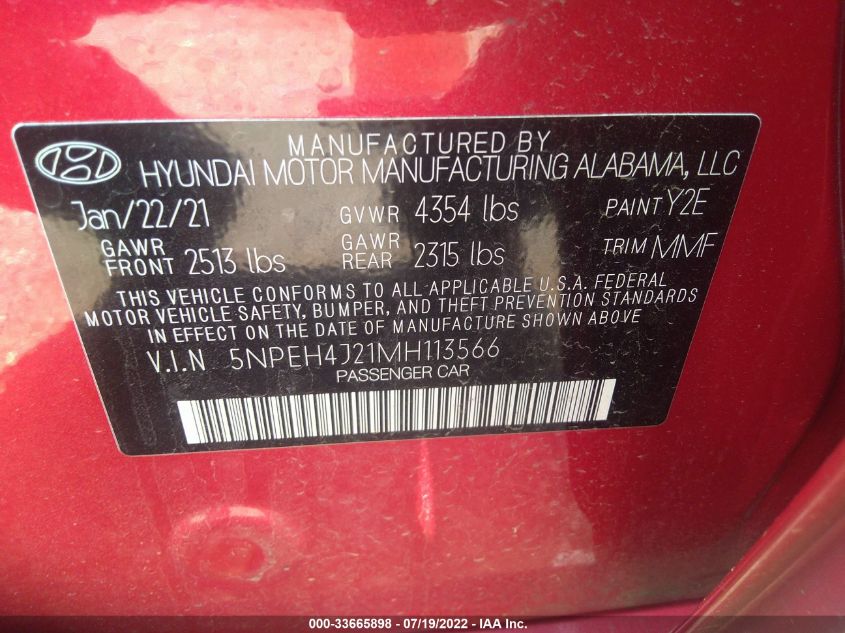 MANUFACTURED BY
HYUNDAI MOTOR MANUFACTURING ALABAMA, LLC
Jan/22/21 GVWR 4354 lbs PAINT Y2E
GAWR FRONT 2513 lbs GAWR REAR 2315 lbs TRIM MMF
THIS VEHICLE CONFORMS TO ALL APPLICABLE U.S.A. FEDERAL
MOTOR VEHICLE SAFETY, BUMPER, AND THEFT PREVENTION STANDARDS
IN EFFECT ON THE DATE OF MANUFACTURE SHOWN ABOVE
V.I.N 5NPEH4J21MH113566
PASSENGER CAR
000-33665898 - 07/19/2022 - IAA Inc.